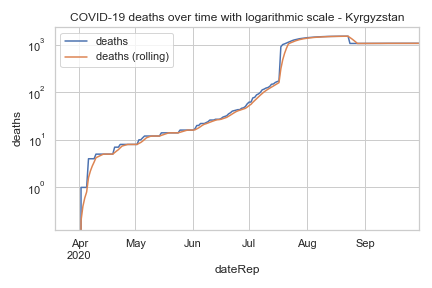 COVID-19 deaths over time with logarithmic scale - Kyrgyzstan
deaths
deaths (rolling)
deaths
10³
10²
10¹
10⁰
Apr
2020
May
Jun
Jul
Aug
Sep
dateRep